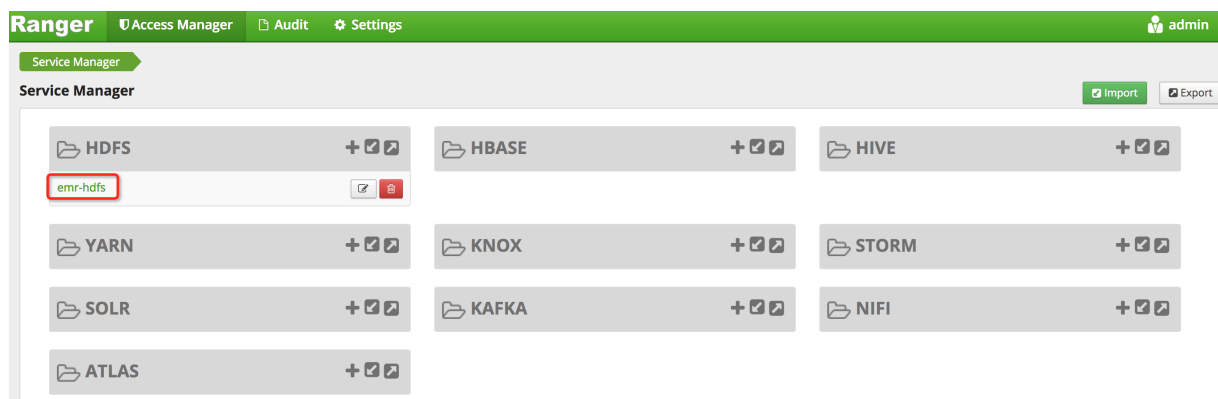 Ranger Access Manager Audit Settings admin
Service Manager
Service Manager Import Export
HDFS HBASE HIVE
emr-hdfs
YARN KNOX STORM
SOLR KAFKA NIFI
ATLAS